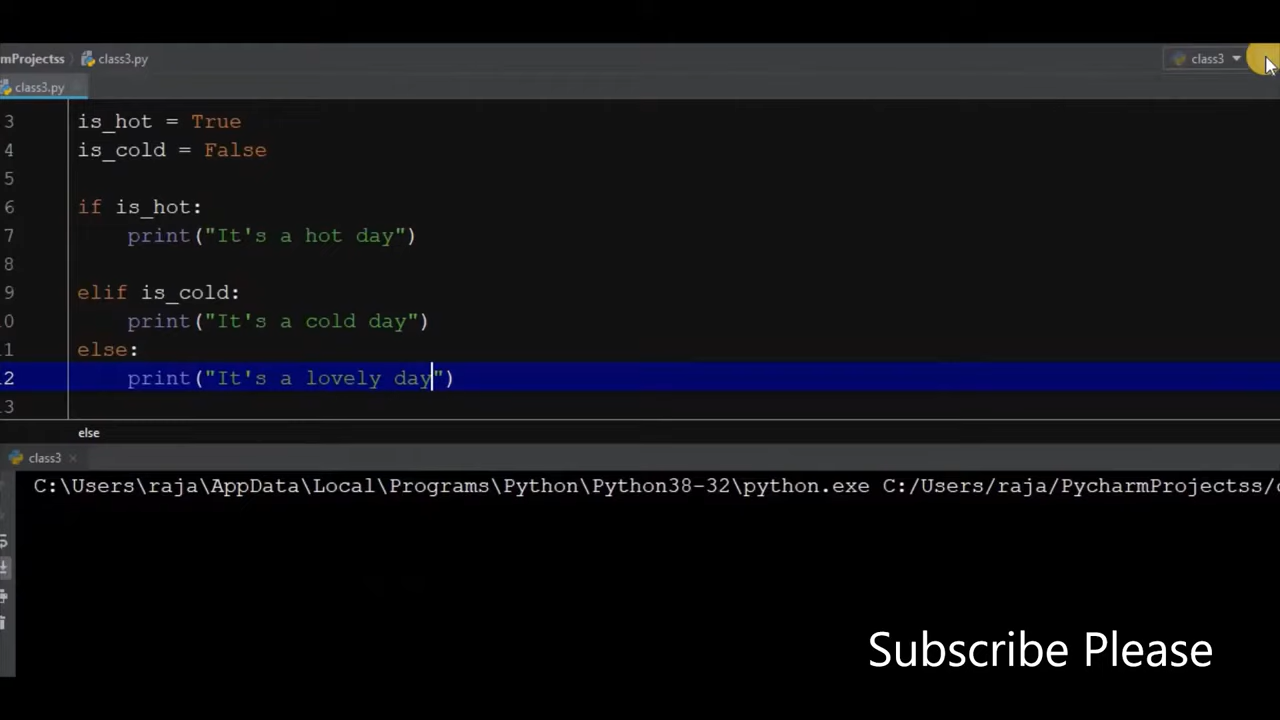 mProjectss class3.py class3
class3.py
3 is_hot = True
4 is_cold = False
5
6 if is_hot:
7     print("It's a hot day")
8
9 elif is_cold:
0     print("It's a cold day")
1 else:
2     print("It's a lovely day")
3
else
class3
C:\Users\raja\AppData\Local\Programs\Python\Python38-32\python.exe C:/Users/raja/PycharmProjectss/
Subscribe Please